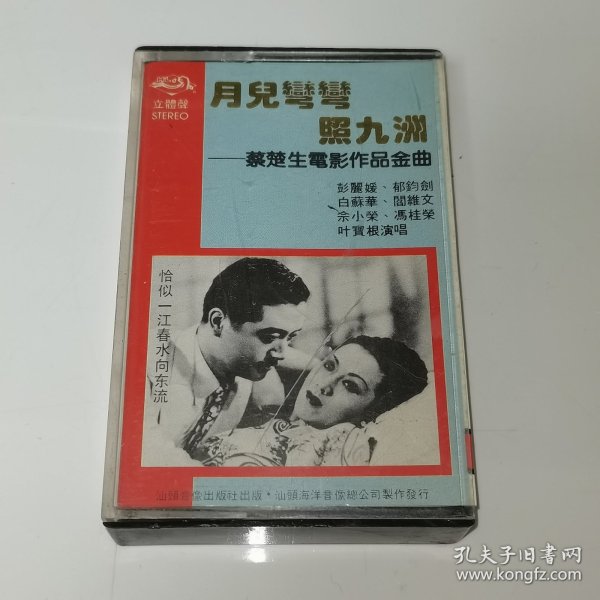 立體聲
STEREO
月兒彎彎
照九洲
——蔡楚生電影作品金曲
彭麗媛、郁鈞劍
白蘇華、閻維文
佘小榮、馮桂榮
叶寶根演唱
恰似一江春水向东流
汕頭音像出版社出版·汕頭海洋音像總公司製作發行
孔夫子旧书网
www.kongfz.com